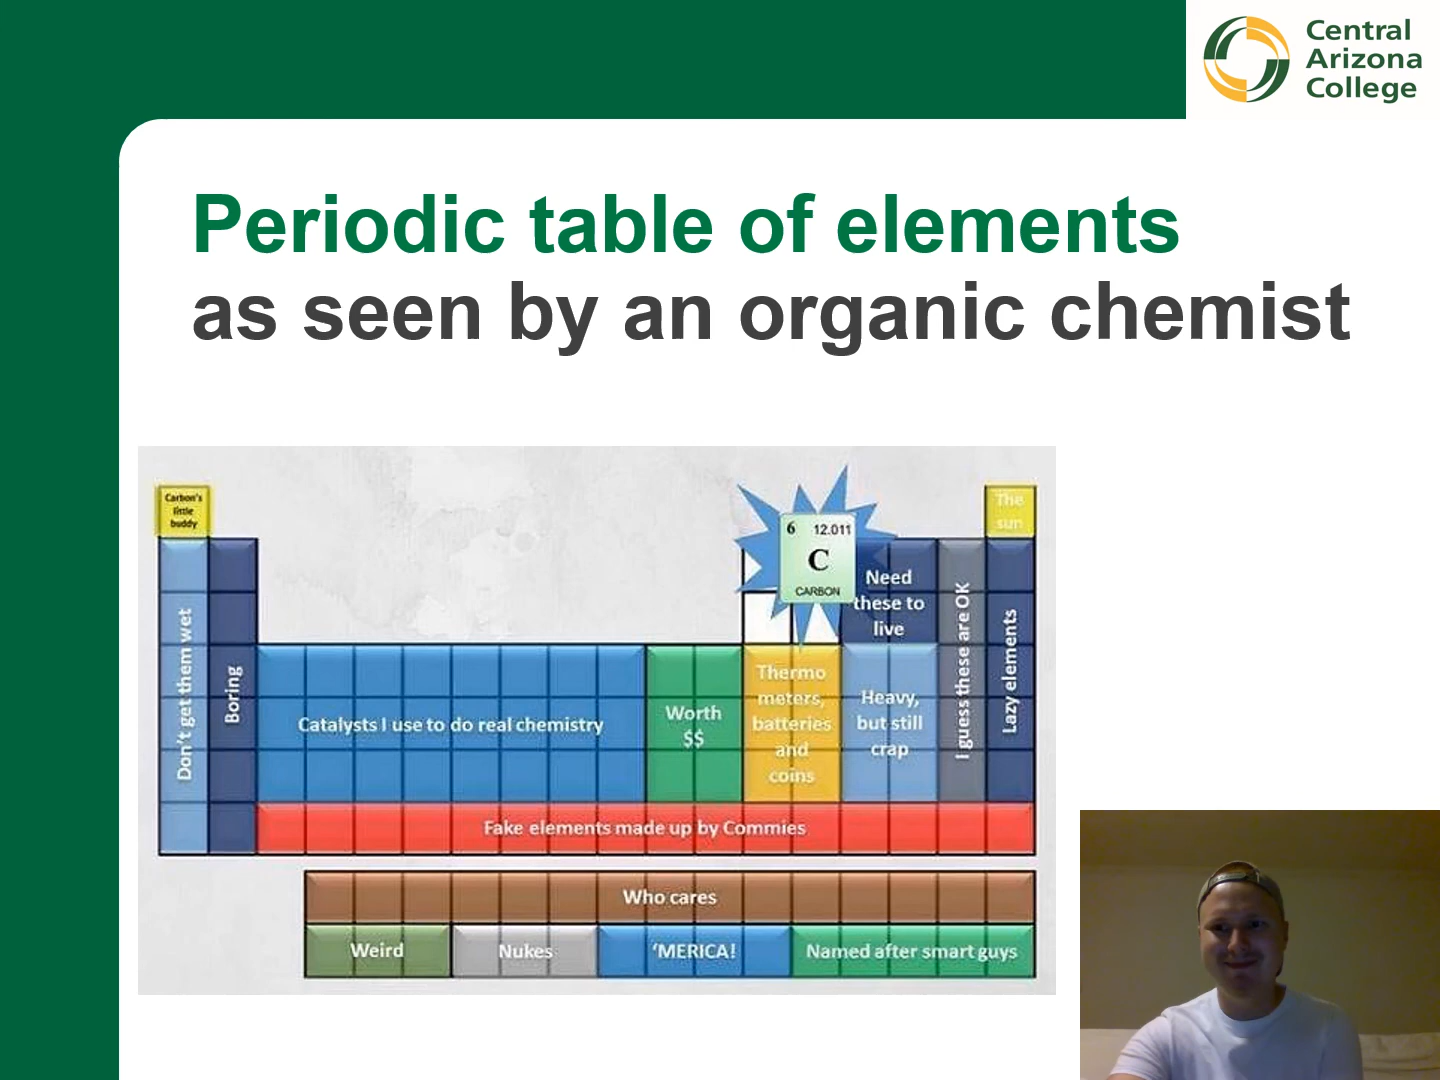 Central
Arizona
College
Periodic table of elements
as seen by an organic chemist
Carbon's
little
buddy
The
sun
6 12.011
C
CARBON
Need
these to
live
Don't get them wet
Boring
Catalysts I use to do real chemistry
Worth
$$
Thermo
meters,
batteries
and
coins
Heavy,
but still
crap
I guess these are OK
Lazy elements
Fake elements made up by Commies
Who cares
Weird
Nukes
'MERICA!
Named after smart guys